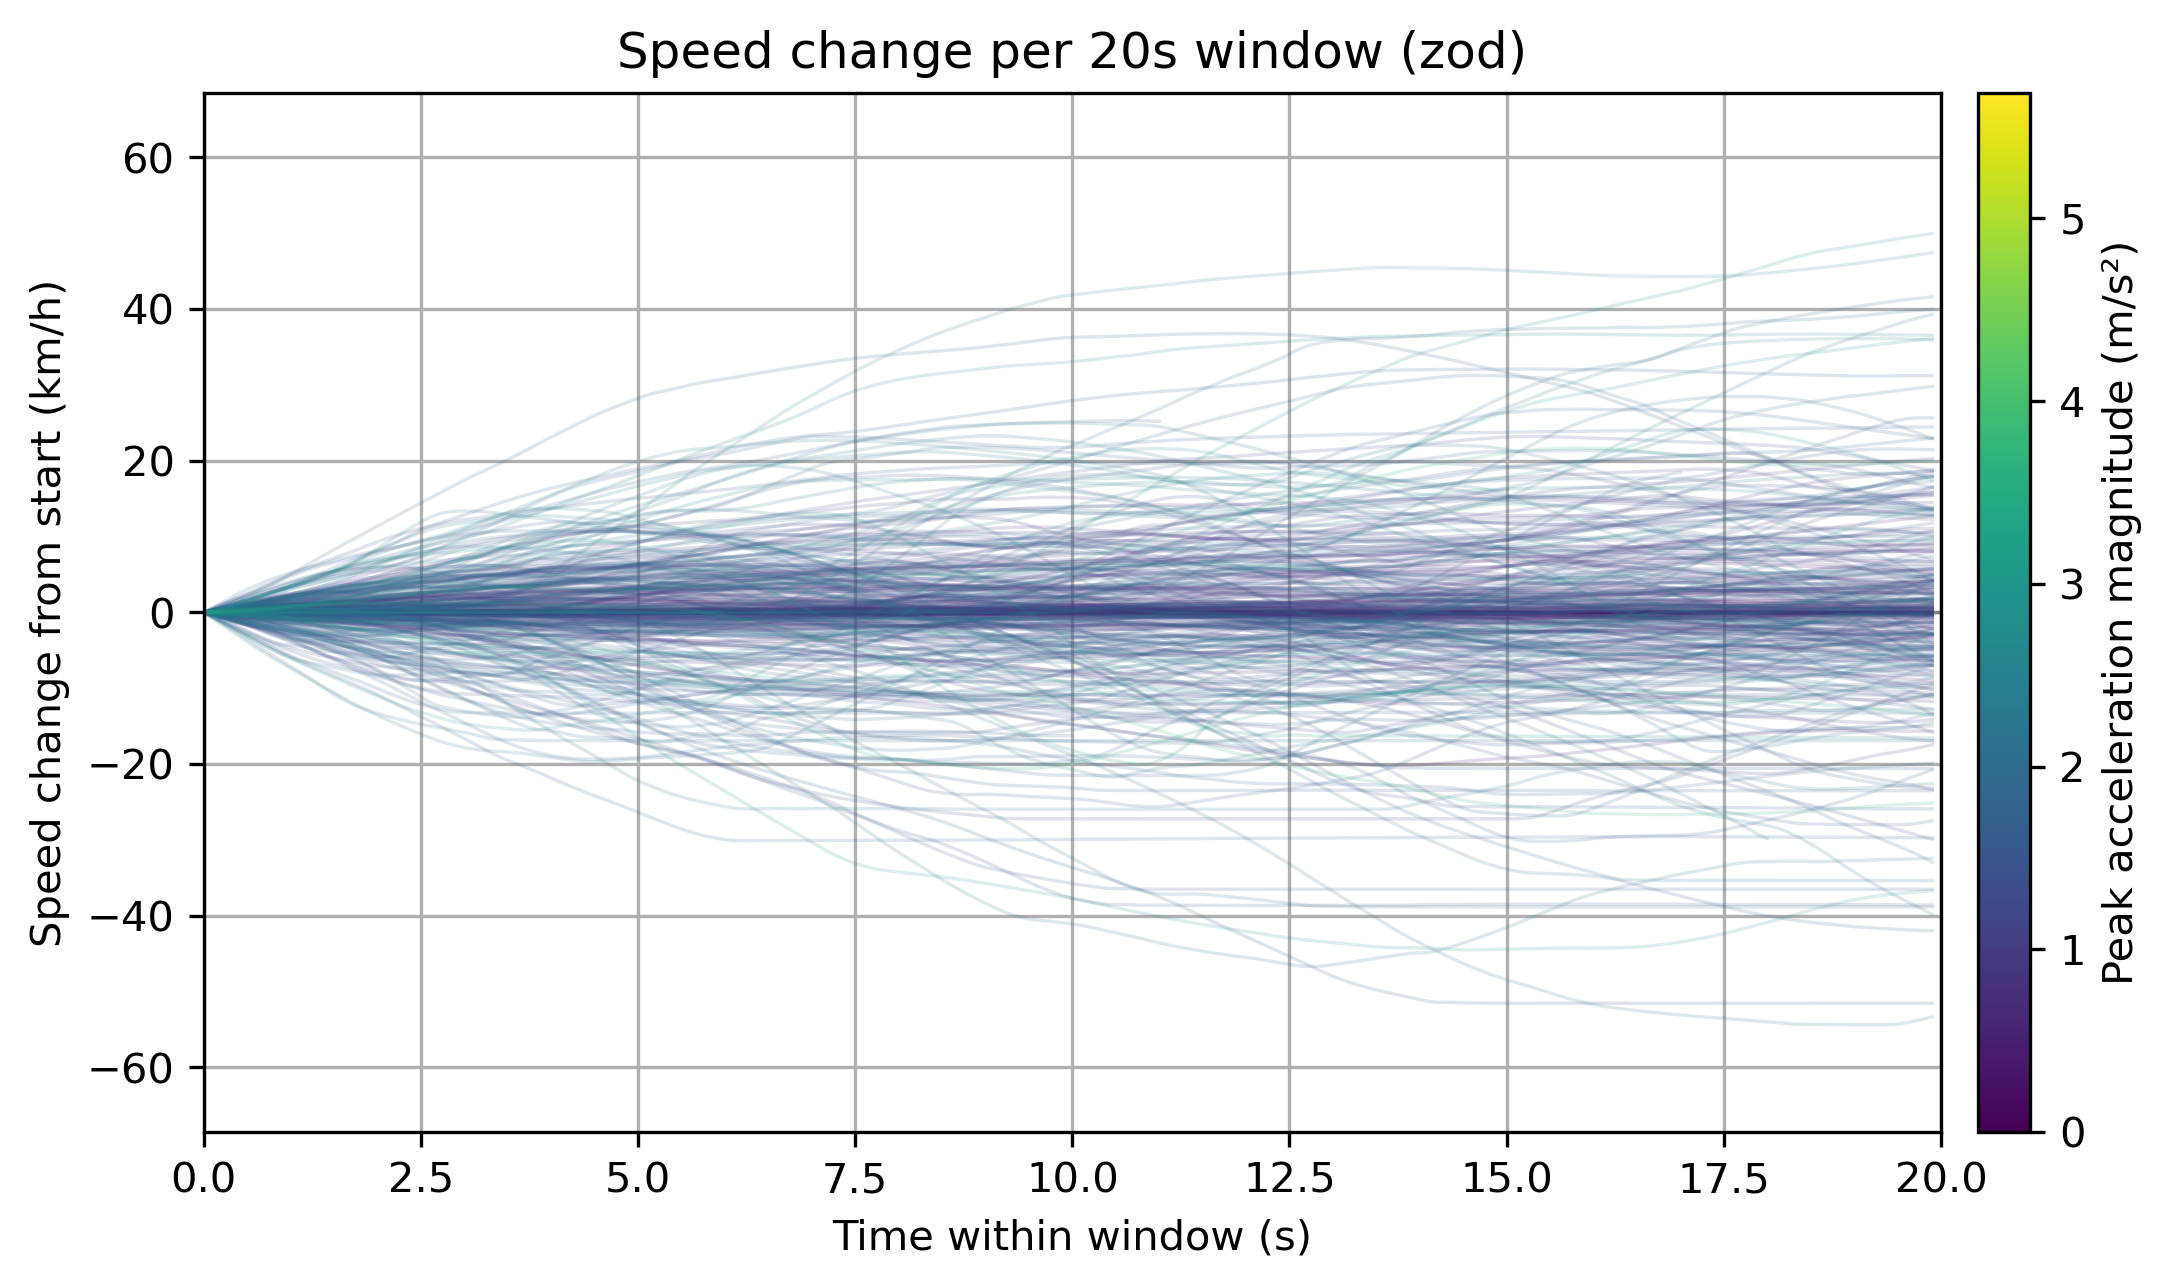 Speed change per 20s window (zod)
Speed change from start (km/h)
60
40
20
0
−20
−40
−60
0.0 2.5 5.0 7.5 10.0 12.5 15.0 17.5 20.0
Time within window (s)
5
4
3
2
1
0
Peak acceleration magnitude (m/s²)